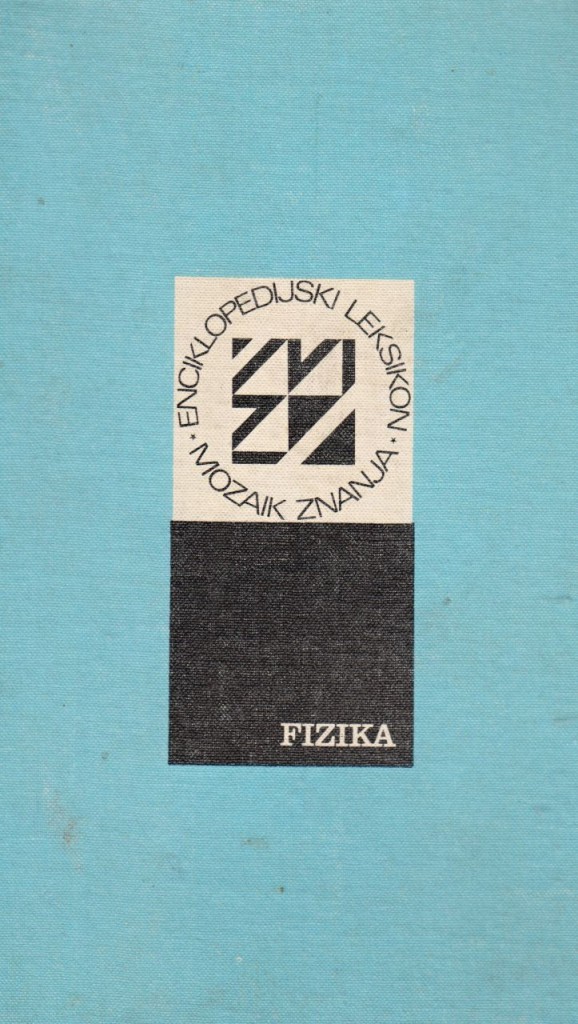 ENCIKLOPEDIJSKI LEKSIKON
• MOZAIK ZNANJA •
FIZIKA